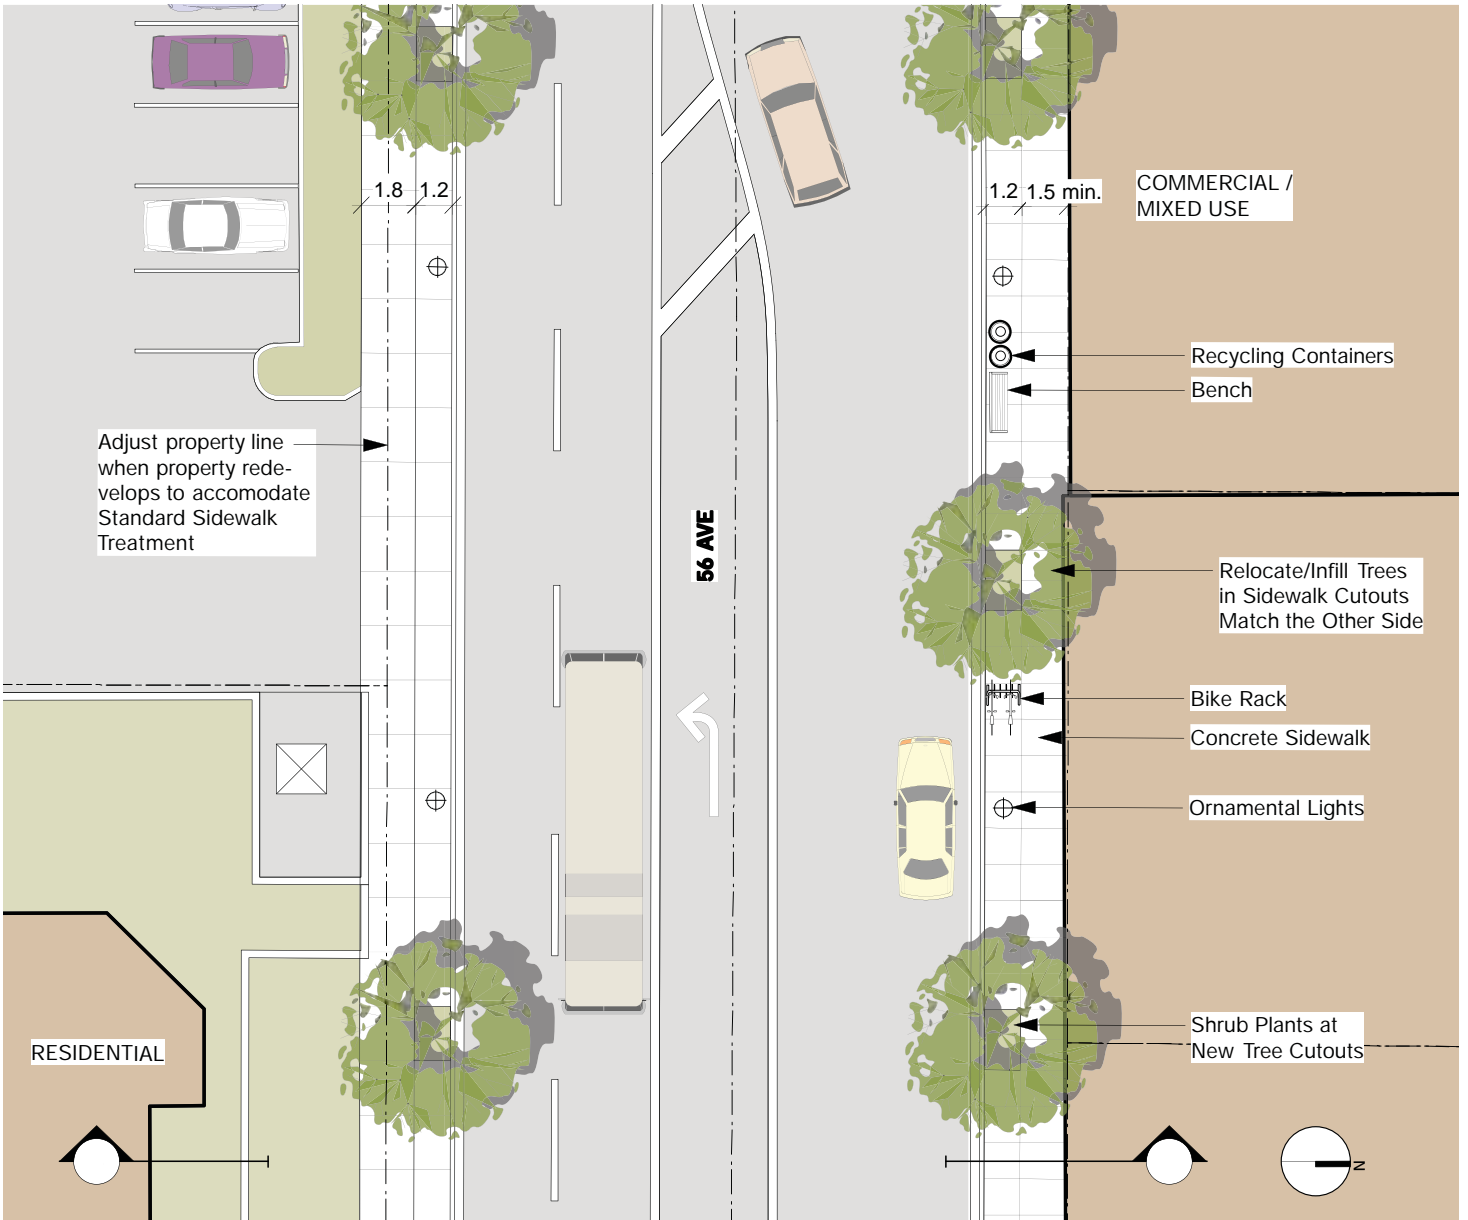 1.8
1.2
1.2
1.5 min.
COMMERCIAL /
MIXED USE
Recycling Containers
Bench
Adjust property line
when property rede-
velops to accomodate
Standard Sidewalk
Treatment
56 AVE
Relocate/Infill Trees
in Sidewalk Cutouts
Match the Other Side
Bike Rack
Concrete Sidewalk
Ornamental Lights
Shrub Plants at
New Tree Cutouts
RESIDENTIAL
N